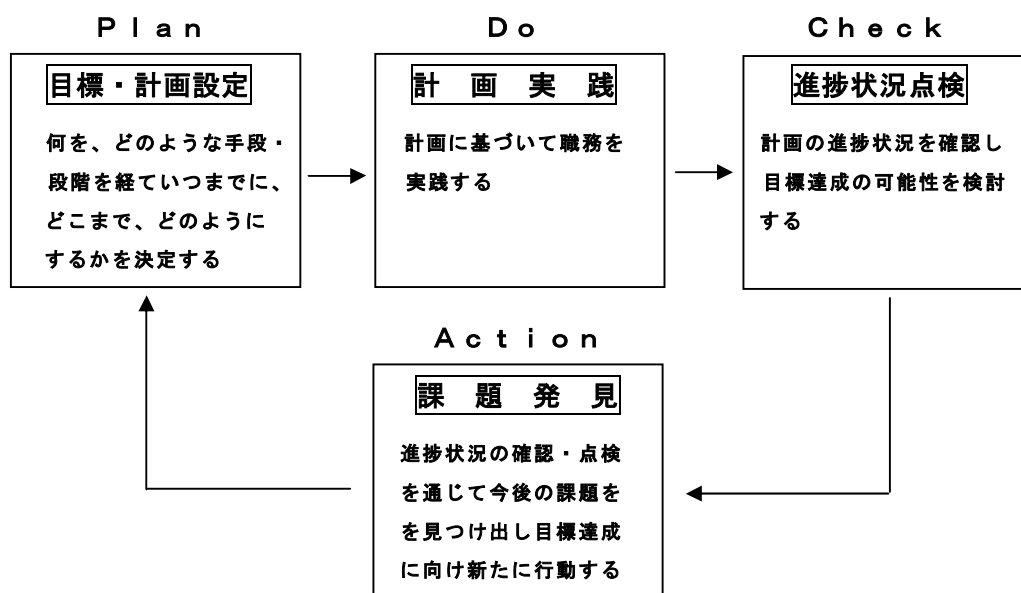 Ｐｌａｎ
目標・計画設定
何を、どのような手段・
段階を経ていつまでに、
どこまで、どのように
するかを決定する
Ｄｏ
計　画　実　践
計画に基づいて職務を
実践する
Ｃｈｅｃｋ
進捗状況点検
計画の進捗状況を確認し
目標達成の可能性を検討
する
Ａｃｔｉｏｎ
課　題　発　見
進捗状況の確認・点検
を通じて今後の課題を
を見つけ出し目標達成
に向け新たに行動する